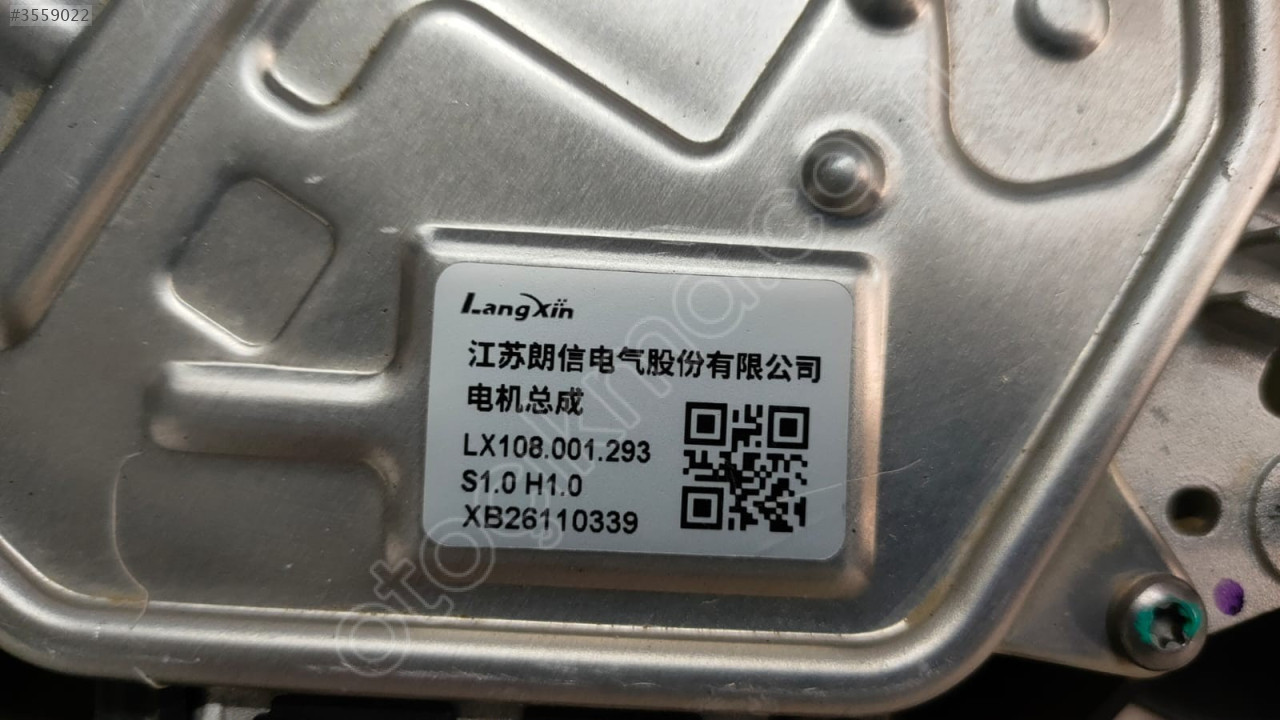 #3559022
LangXin
江苏朗信电气股份有限公司
电机总成
LX108.001.293
S1.0 H1.0
XB26110339